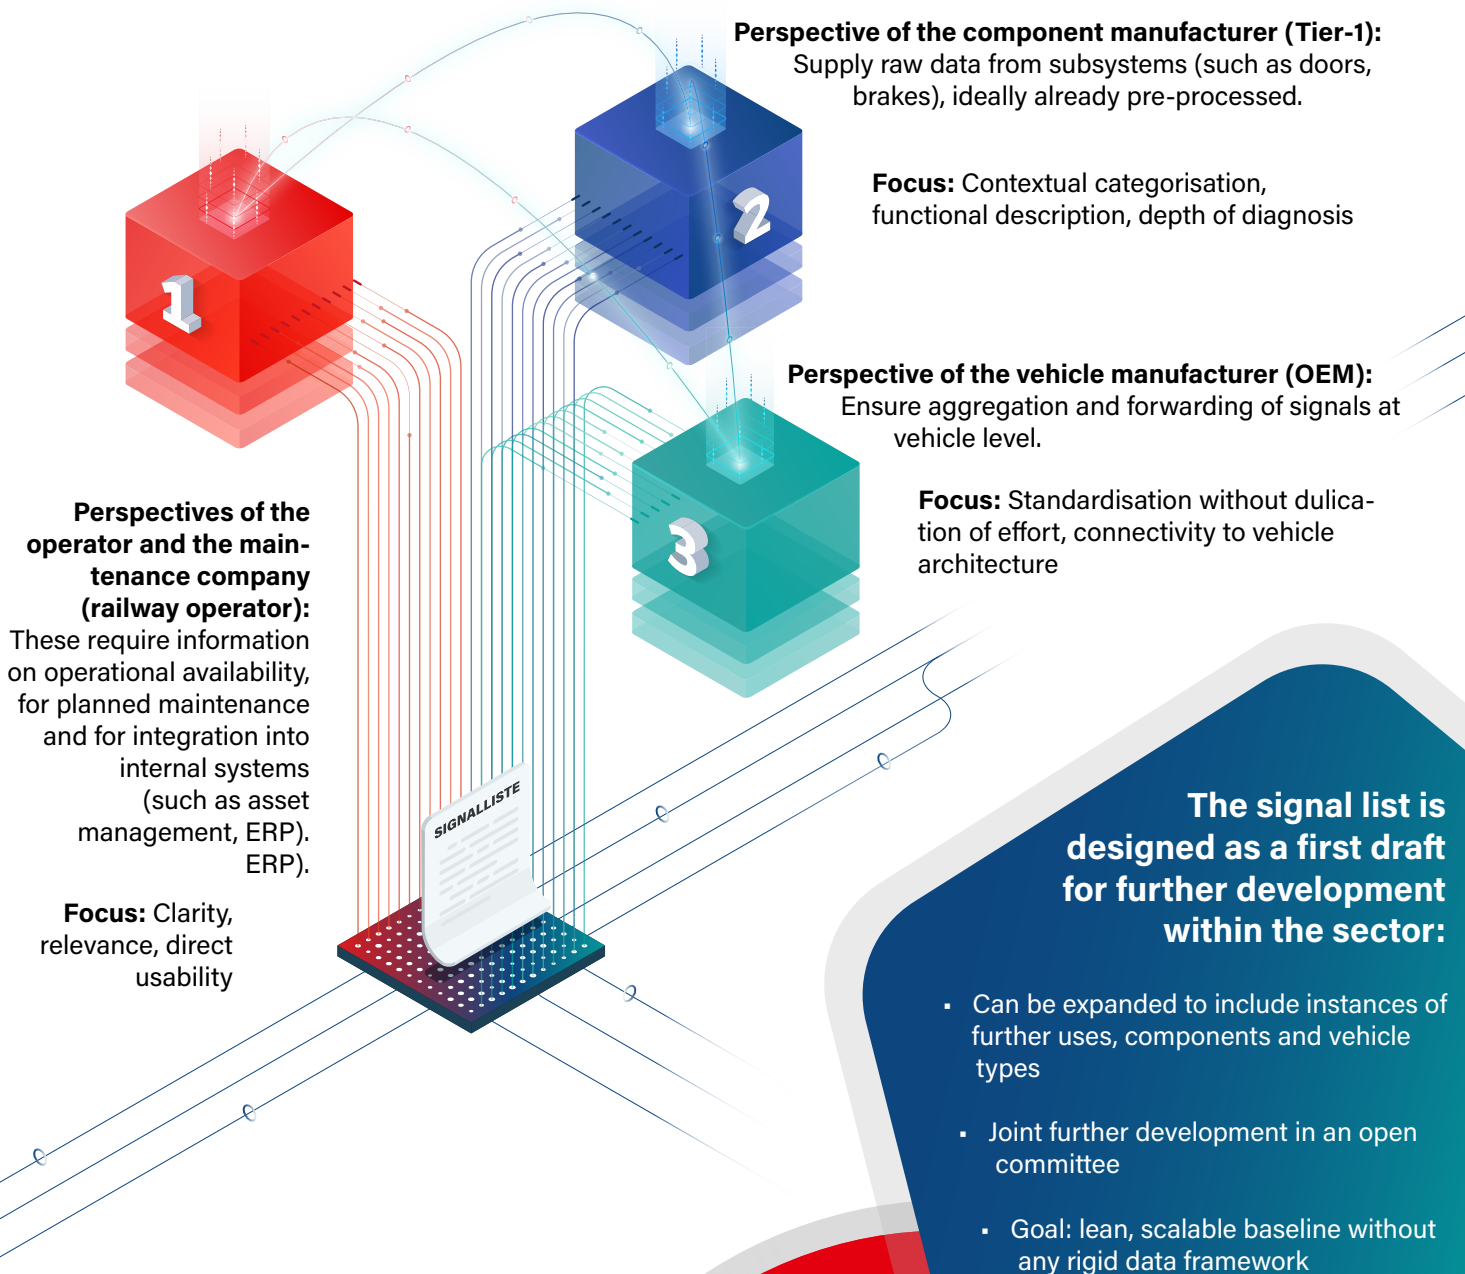 Perspective of the component manufacturer (Tier-1):
Supply raw data from subsystems (such as doors,
brakes), ideally already pre-processed.
Focus: Contextual categorisation,
functional description, depth of diagnosis
1
2
Perspective of the vehicle manufacturer (OEM):
Ensure aggregation and forwarding of signals at
vehicle level.
Focus: Standardisation without dulica-
tion of effort, connectivity to vehicle
architecture
3
Perspectives of the
operator and the main-
tenance company
(railway operator):
These require information
on operational availability,
for planned maintenance
and for integration into
internal systems
(such as asset
management, ERP).
ERP).
Focus: Clarity,
relevance, direct
usability
SIGNALLISTE
The signal list is
designed as a first draft
for further development
within the sector:
▪ Can be expanded to include instances of
further uses, components and vehicle
types
▪ Joint further development in an open
committee
▪ Goal: lean, scalable baseline without
any rigid data framework